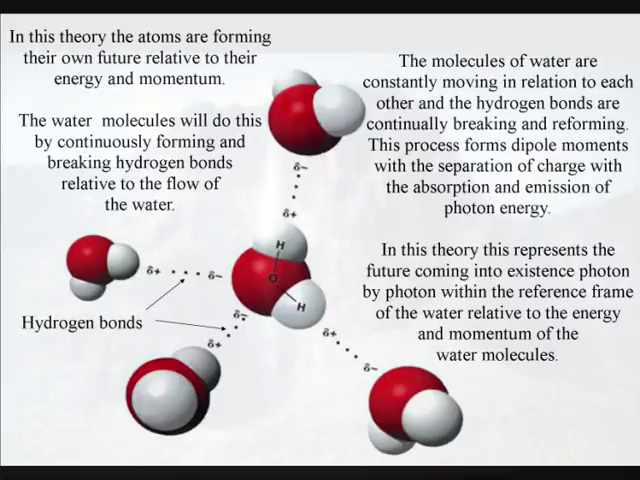 In this theory the atoms are forming
their own future relative to their
energy and momentum.
The water molecules will do this
by continuously forming and
breaking hydrogen bonds
relative to the flow of
the water.
The molecules of water are
constantly moving in relation to each
other and the hydrogen bonds are
continually breaking and reforming.
This process forms dipole moments
with the separation of charge with
the absorption and emission of
photon energy.
In this theory this represents the
future coming into existence photon
by photon within the reference frame
of the water relative to the energy
and momentum of the
water molecules.
δ−
δ+
H
O
H
δ+
δ−
Hydrogen bonds
δ−
δ+
δ+
δ−